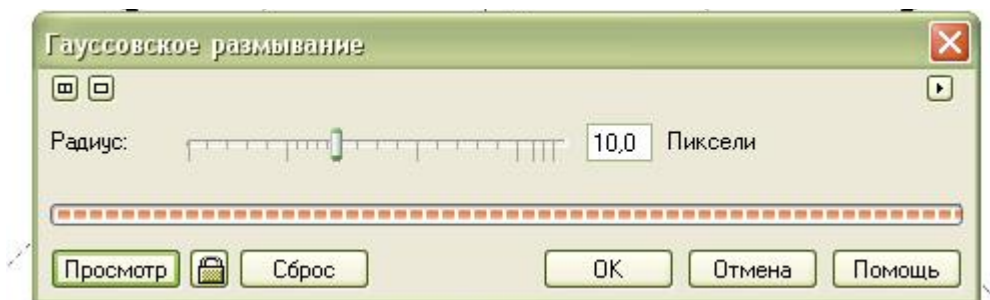 Гауссовское размывание
Радиус: 10,0 Пиксели
Просмотр Сброс OK Отмена Помощь